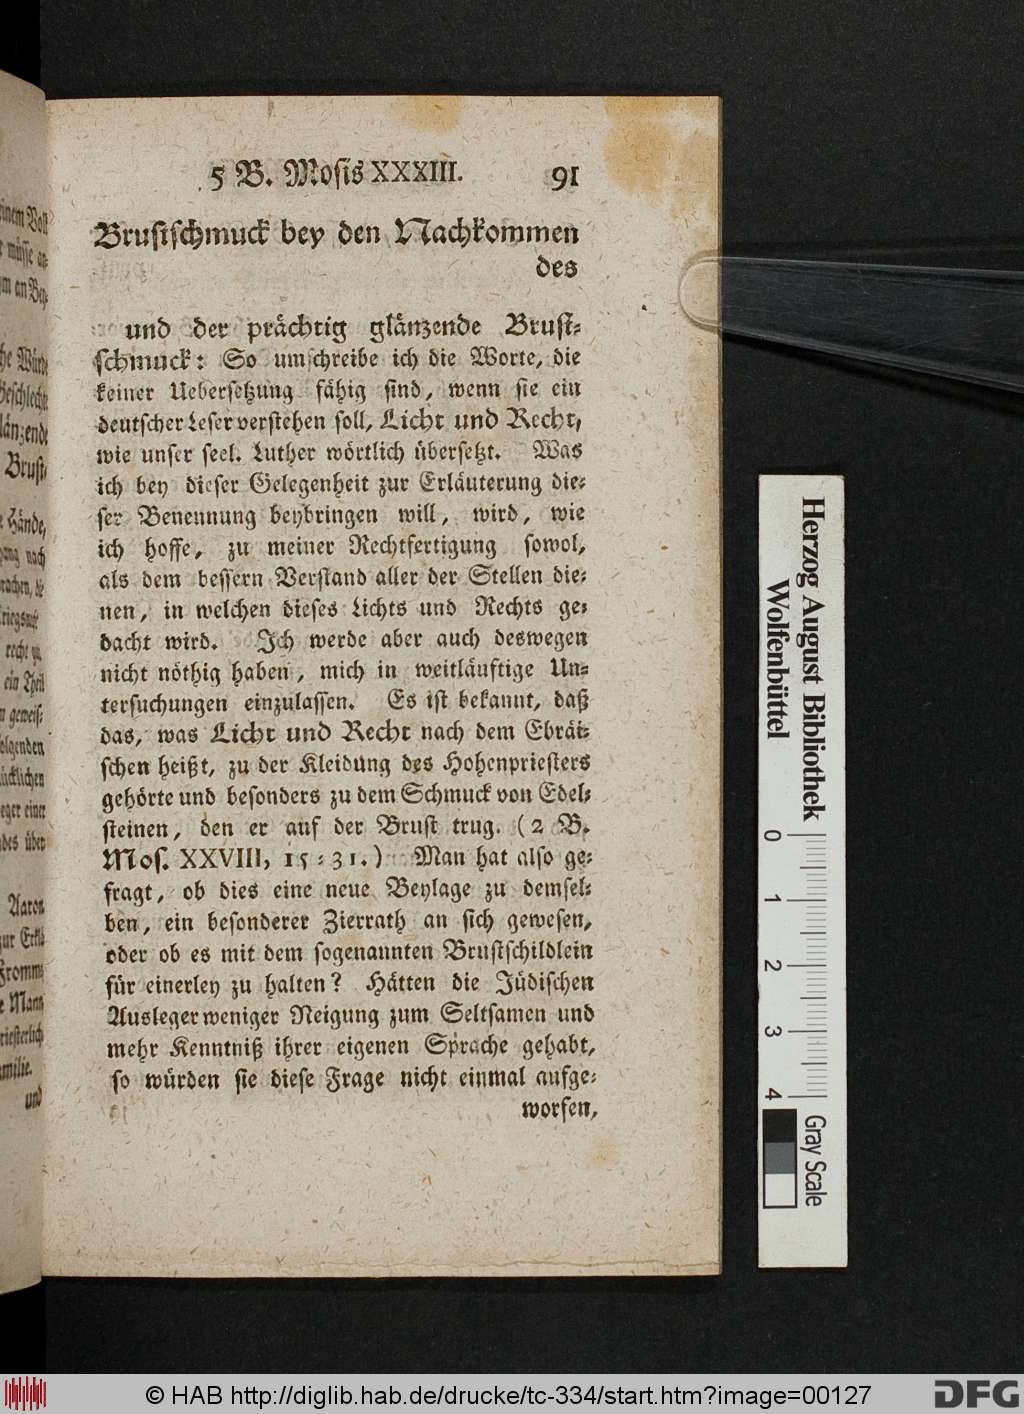 5 B. Mosis XXXIII. 91
Brustschmuck bey den Nachkommen
des
und der prächtig glänzende Brust-
schmuck: So umschreibe ich die Worte, die
keiner Uebersetzung fähig sind, wenn sie ein
deutscher Leser verstehen soll, Licht und Recht,
wie unser seel. Luther wörtlich übersetzt. Was
ich bey dieser Gelegenheit zur Erläuterung die-
ser Benennung beybringen will, wird, wie
ich hoffe, zu meiner Rechtfertigung sowol,
als dem bessern Verstand aller der Stellen die-
nen, in welchen dieses Lichts und Rechts ge-
dacht wird. Ich werde aber auch deswegen
nicht nöthig haben, mich in weitläuftige Un-
tersuchungen einzulassen. Es ist bekannt, daß
das, was Licht und Recht nach dem Ebräi-
schen heißt, zu der Kleidung des Hohenpriesters
gehörte und besonders zu dem Schmuck von Edel-
steinen, den er auf der Brust trug. (2 B.
Mos. XXVIII, 15-31.) Man hat also ge-
fragt, ob dies eine neue Beylage zu demsel-
ben, ein besonderer Zierrath an sich gewesen,
oder ob es mit dem sogenannten Brustschildlein
für einerley zu halten? Hätten die Jüdischen
Ausleger weniger Neigung zum Seltsamen und
mehr Kenntniß ihrer eigenen Sprache gehabt,
so würden sie diese Frage nicht einmal aufge-
worfen,
Herzog August Bibliothek
Wolfenbüttel
0 1 2 3 4
Gray Scale
© HAB http://diglib.hab.de/drucke/tc-334/start.htm?image=00127
DFG